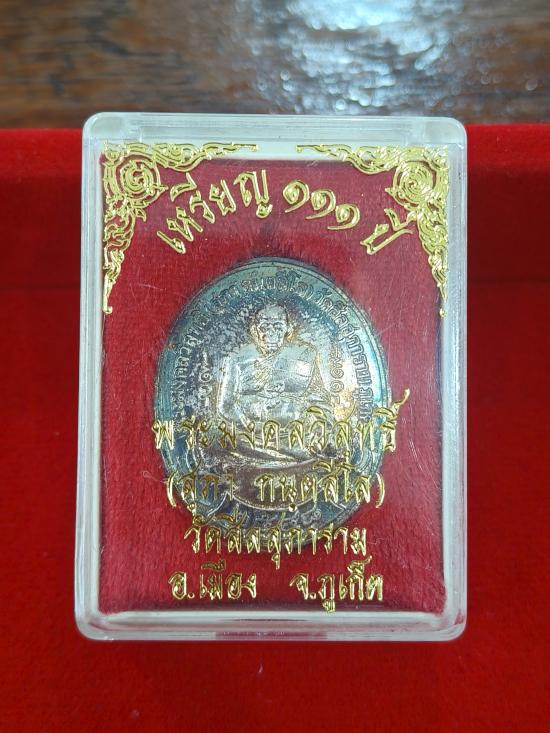 เหรียญ ๑๑๑ ปี
พระมงคลวิสุทธิ์
(สุภา กนฺตสีโล)
วัดสีลสุภาราม
อ.เมือง จ.ภูเก็ต